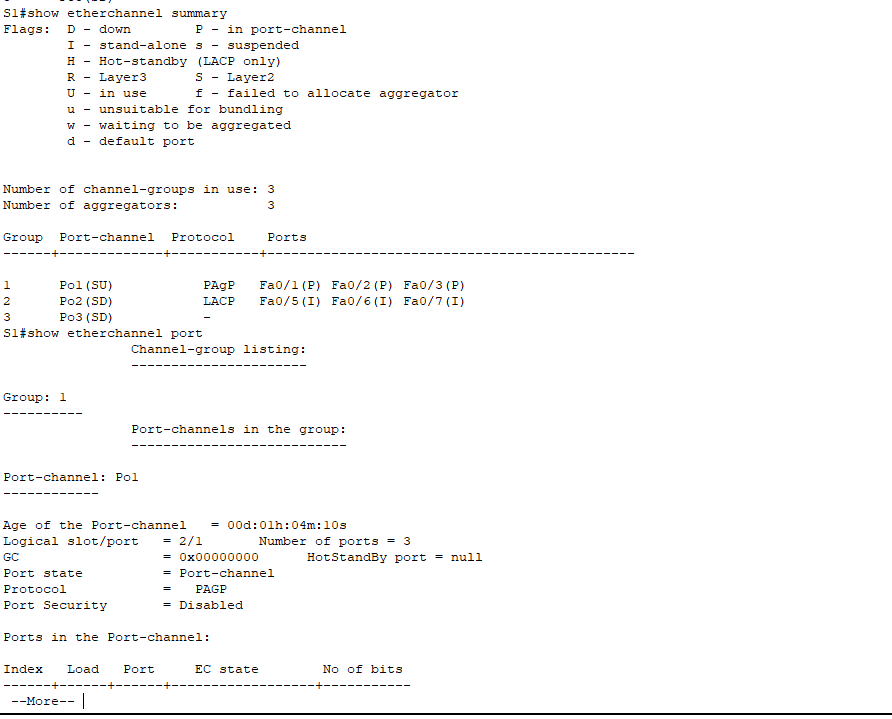 S1#show etherchannel summary
Flags:  D - down        P - in port-channel
        I - stand-alone s - suspended
        H - Hot-standby (LACP only)
        R - Layer3      S - Layer2
        U - in use      f - failed to allocate aggregator
        u - unsuitable for bundling
        w - waiting to be aggregated
        d - default port
Number of channel-groups in use: 3
Number of aggregators:           3
Group  Port-channel  Protocol    Ports
------+-------------+-----------+----------------------------------------------
1      Po1(SU)           PAgP   Fa0/1(P) Fa0/2(P) Fa0/3(P)
2      Po2(SD)           LACP   Fa0/5(I) Fa0/6(I) Fa0/7(I)
3      Po3(SD)           -
S1#show etherchannel port
                Channel-group listing:
                ----------------------
Group: 1
----------
                Port-channels in the group:
                ---------------------------
Port-channel: Po1
------------
Age of the Port-channel   = 00d:01h:04m:10s
Logical slot/port   = 2/1       Number of ports = 3
GC                  = 0x00000000      HotStandBy port = null
Port state          = Port-channel
Protocol            =   PAGP
Port Security       = Disabled
Ports in the Port-channel:
Index   Load   Port     EC state        No of bits
------+------+------+------------------+-----------
 --More--